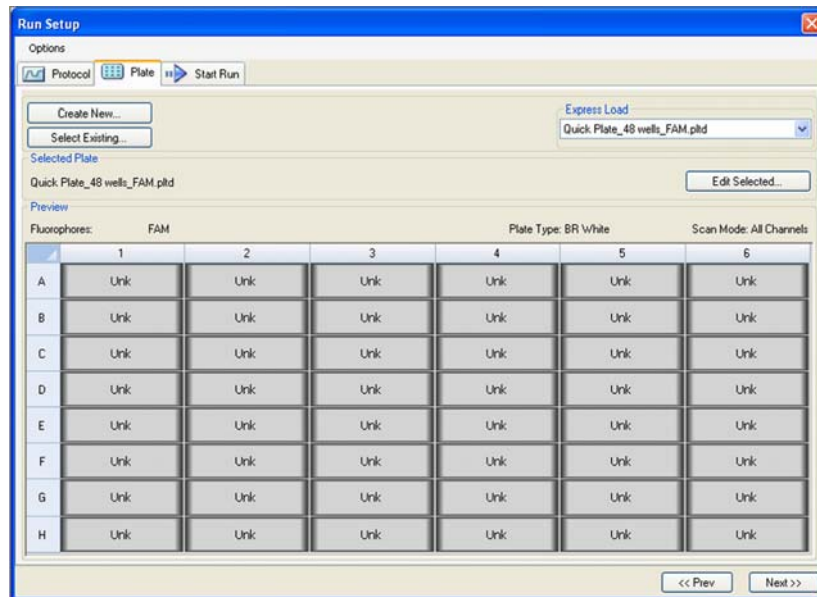 Run Setup
Options
Protocol Plate Start Run
Create New...
Express Load
Quick Plate_48 wells_FAM.pltd
Select Existing...
Selected Plate
Quick Plate_48 wells_FAM.pltd Edit Selected...
Preview
Fluorophores: FAM Plate Type: BR White Scan Mode: All Channels
1 2 3 4 5 6
A Unk Unk Unk Unk Unk Unk
B Unk Unk Unk Unk Unk Unk
C Unk Unk Unk Unk Unk Unk
D Unk Unk Unk Unk Unk Unk
E Unk Unk Unk Unk Unk Unk
F Unk Unk Unk Unk Unk Unk
G Unk Unk Unk Unk Unk Unk
H Unk Unk Unk Unk Unk Unk
<< Prev Next >>